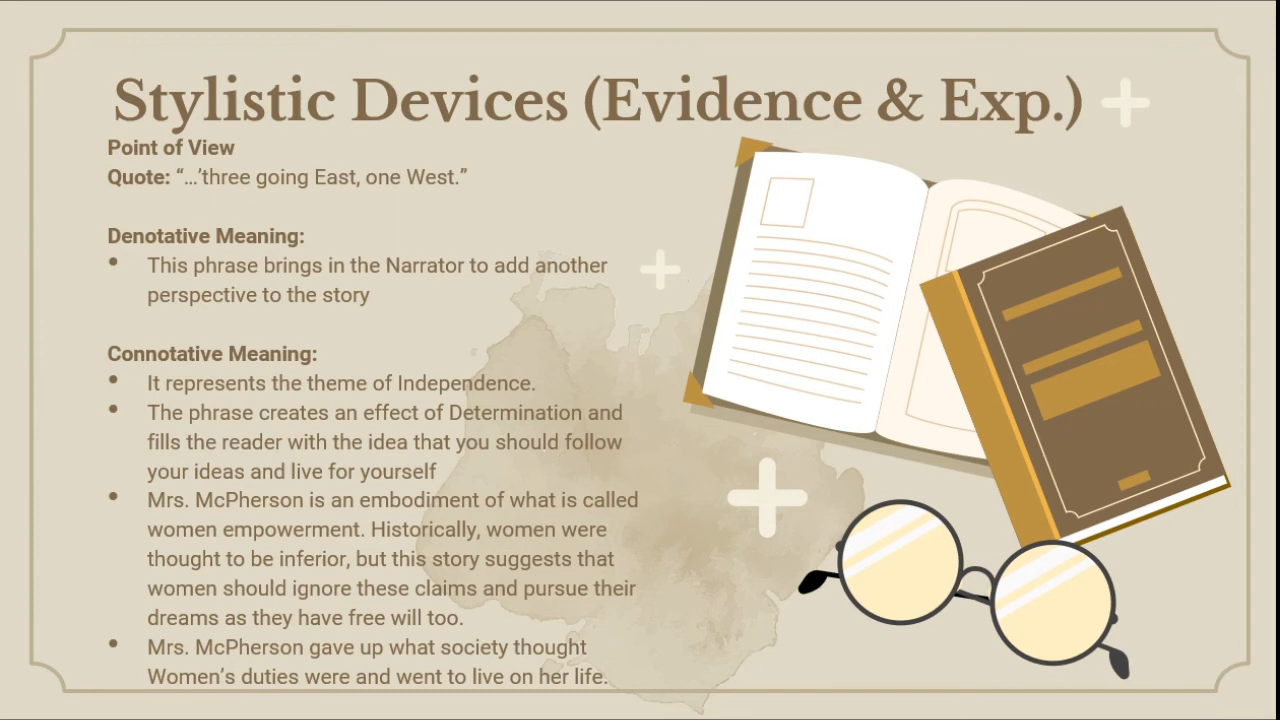 Stylistic Devices (Evidence & Exp.)
Point of View
Quote: “...’three going East, one West.”
Denotative Meaning:
• This phrase brings in the Narrator to add another
perspective to the story
Connotative Meaning:
• It represents the theme of Independence.
• The phrase creates an effect of Determination and
fills the reader with the idea that you should follow
your ideas and live for yourself
• Mrs. McPherson is an embodiment of what is called
women empowerment. Historically, women were
thought to be inferior, but this story suggests that
women should ignore these claims and pursue their
dreams as they have free will too.
• Mrs. McPherson gave up what society thought
Women’s duties were and went to live on her life.